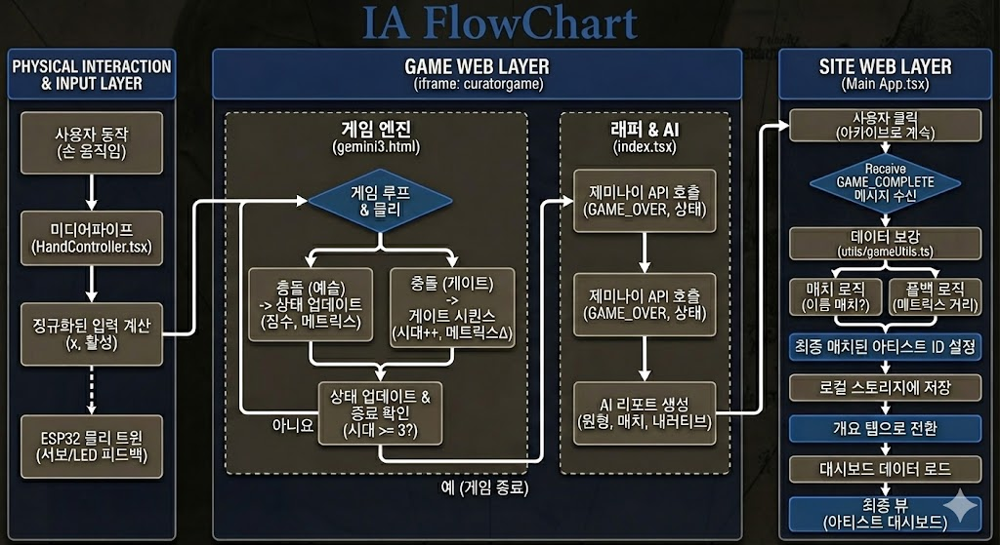 IA FlowChart
PHYSICAL INTERACTION
& INPUT LAYER
사용자 동작
(손 움직임)
미디어파이프
(HandController.tsx)
징규화된 입력 계산
(x, 활성)
ESP32 믈리 트윈
(서보/LED 피드백)
GAME WEB LAYER
(iframe: curatorgame)
게임 엔진
(gemini3.html)
게임 루프
& 믈리
충돌 (예슬)
-> 상태 업데이트
(짐수, 메트릭스)
중돌 (게이트)
->
게이트 시퀀스
(시대++, 메트릭스Δ)
상태 업데이트 &
종료 확인
(시대 >= 3?)
아니요
예 (게임 종료)
래퍼 & AI
(index.tsx)
제미나이 API 호출
(GAME_OVER, 상태)
제미나이 API 호출
(GAME_OVER, 상태)
AI 리포트 생성
(원형, 매치, 내러티브)
SITE WEB LAYER
(Main App.tsx)
사용자 클릭
(아카이브로 계속)
Recaive
GAME_COMPLETE
메시지 수신
데이터 보강
(utils/gameUtils.ts)
매치 로직
(이름 매치?)
플백 로직
(메트릭스 거리)
최종 매치된 아티스트 ID 설정
로컬 스토리지에 저장
개요 탭으로 전환
대시보드 데이터 로드
최종 뷰
(아티스트 대시보드)